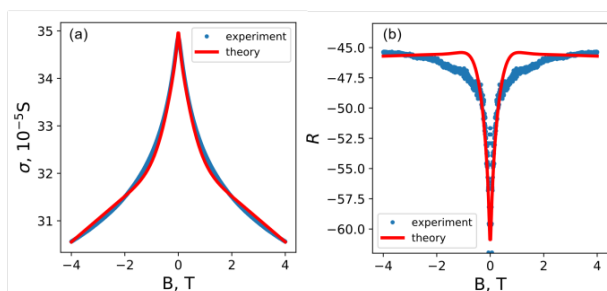 (a)
experiment
theory
35
34
33
32
31
σ, 10⁻⁵S
−4 −2 0 2 4
B, T
(b)
−45.0
−47.5
−50.0
−52.5
−55.0
−57.5
−60.0
R
experiment
theory
−4 −2 0 2 4
B, T